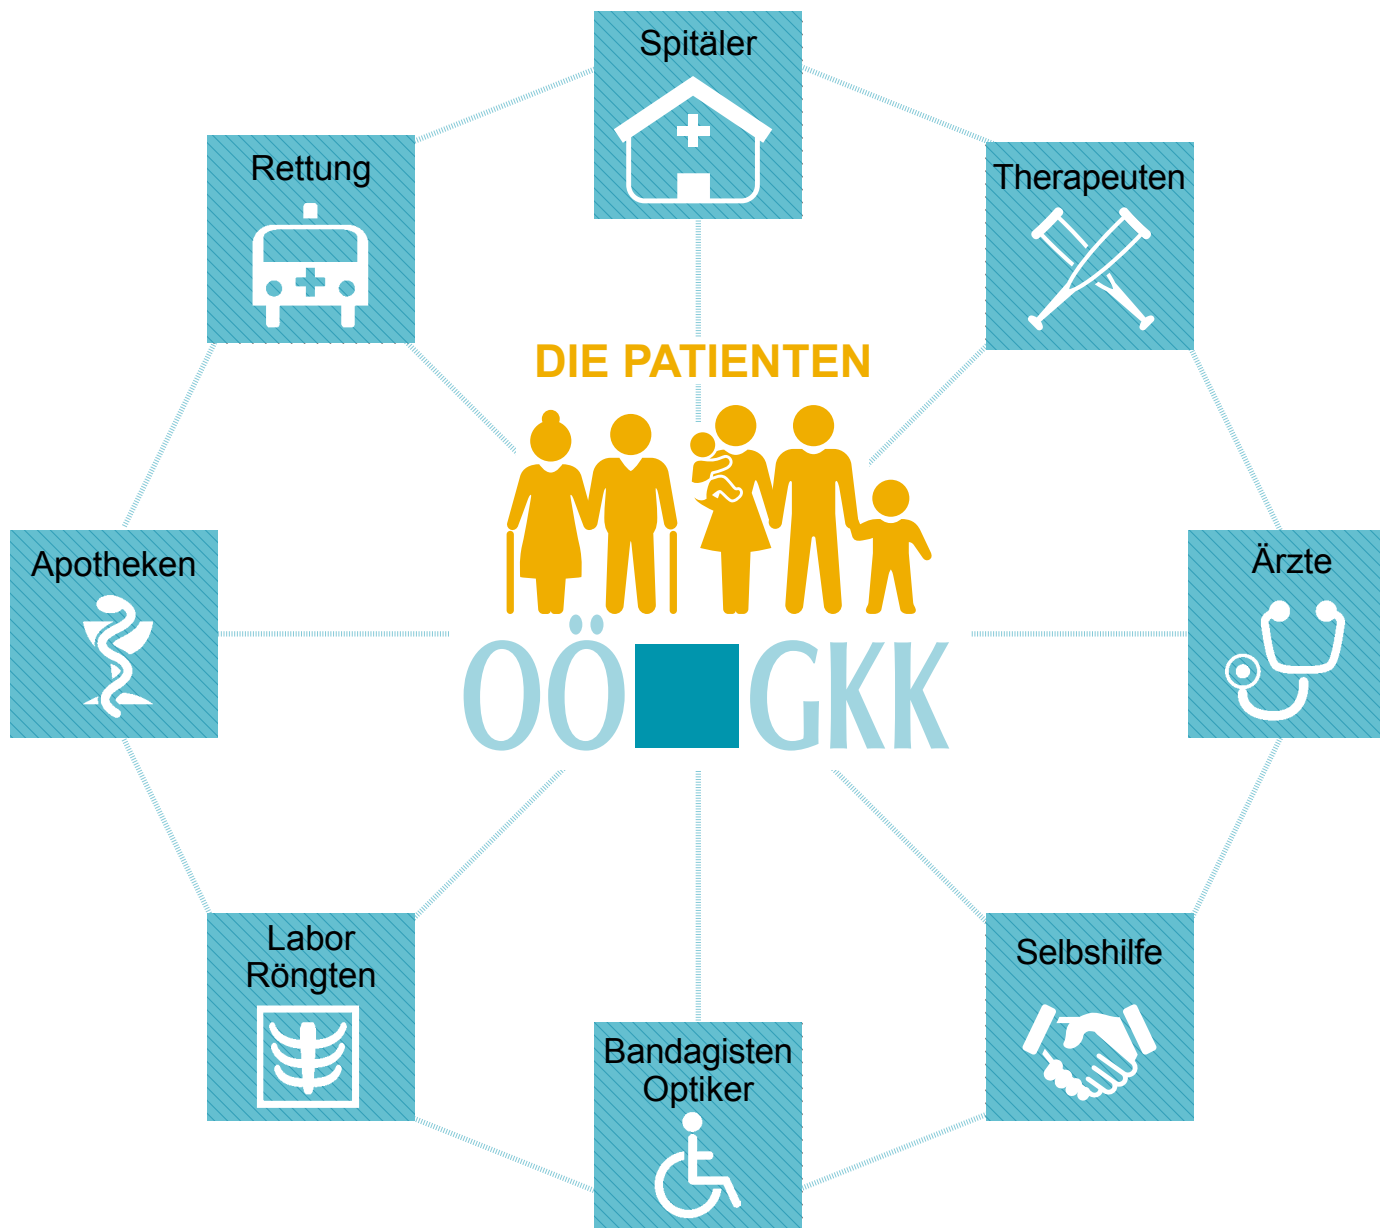 Spitäler
Rettung
Therapeuten
DIE PATIENTEN
Apotheken
Ärzte
OÖ GKK
Labor
Röngten
Selbshilfe
Bandagisten
Optiker